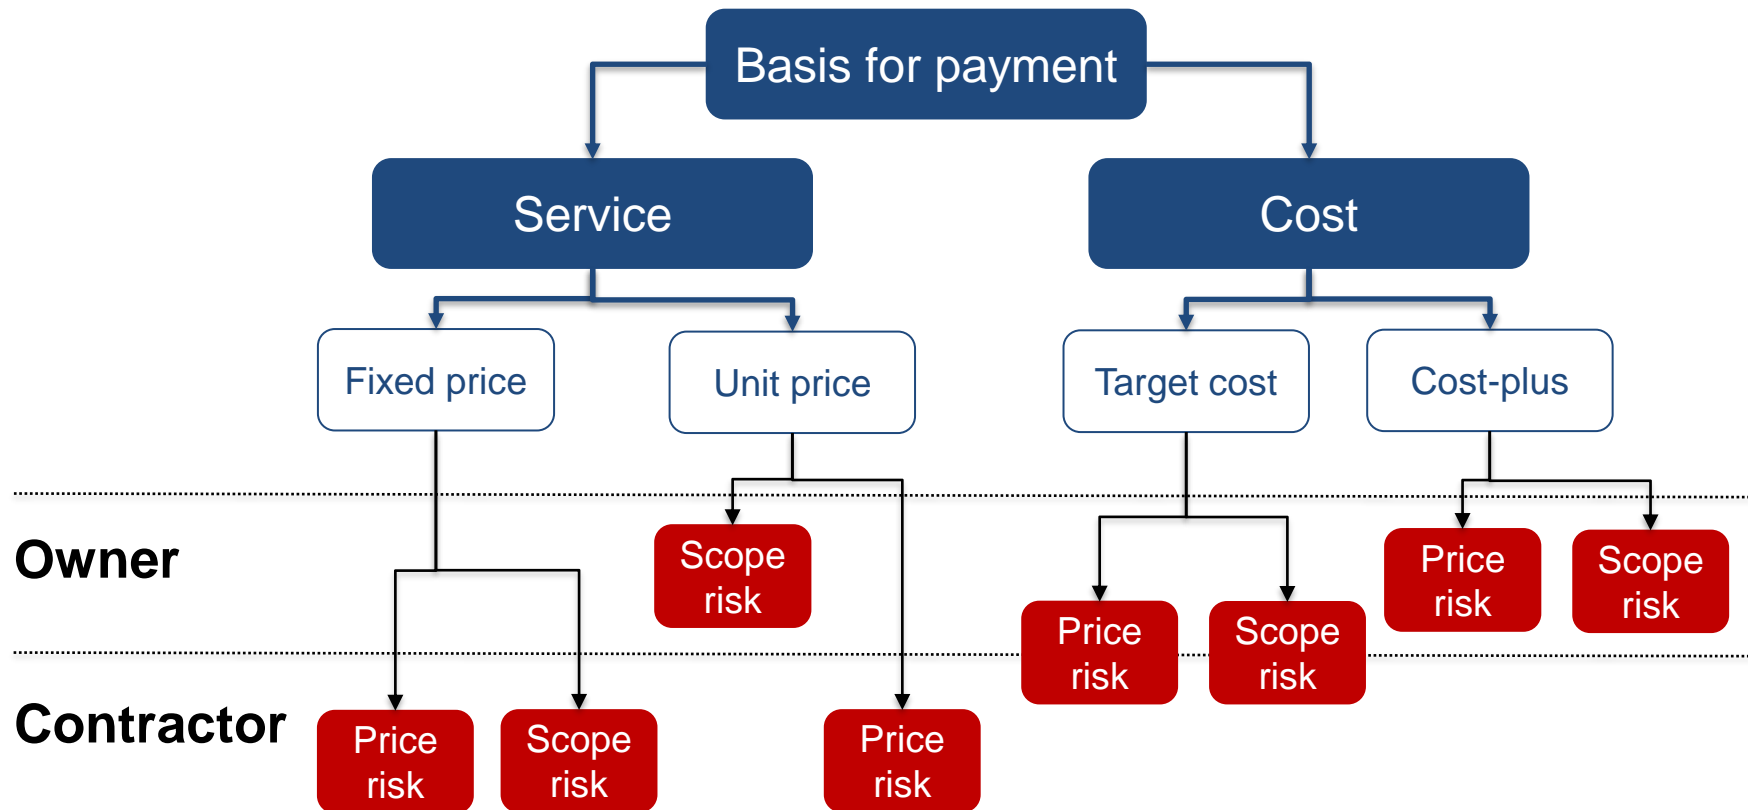 Basis for payment
Service
Cost
Fixed price
Unit price
Target cost
Cost-plus
Owner
Scope
risk
Price
risk
Scope
risk
Price
risk
Scope
risk
Contractor
Price
risk
Scope
risk
Price
risk